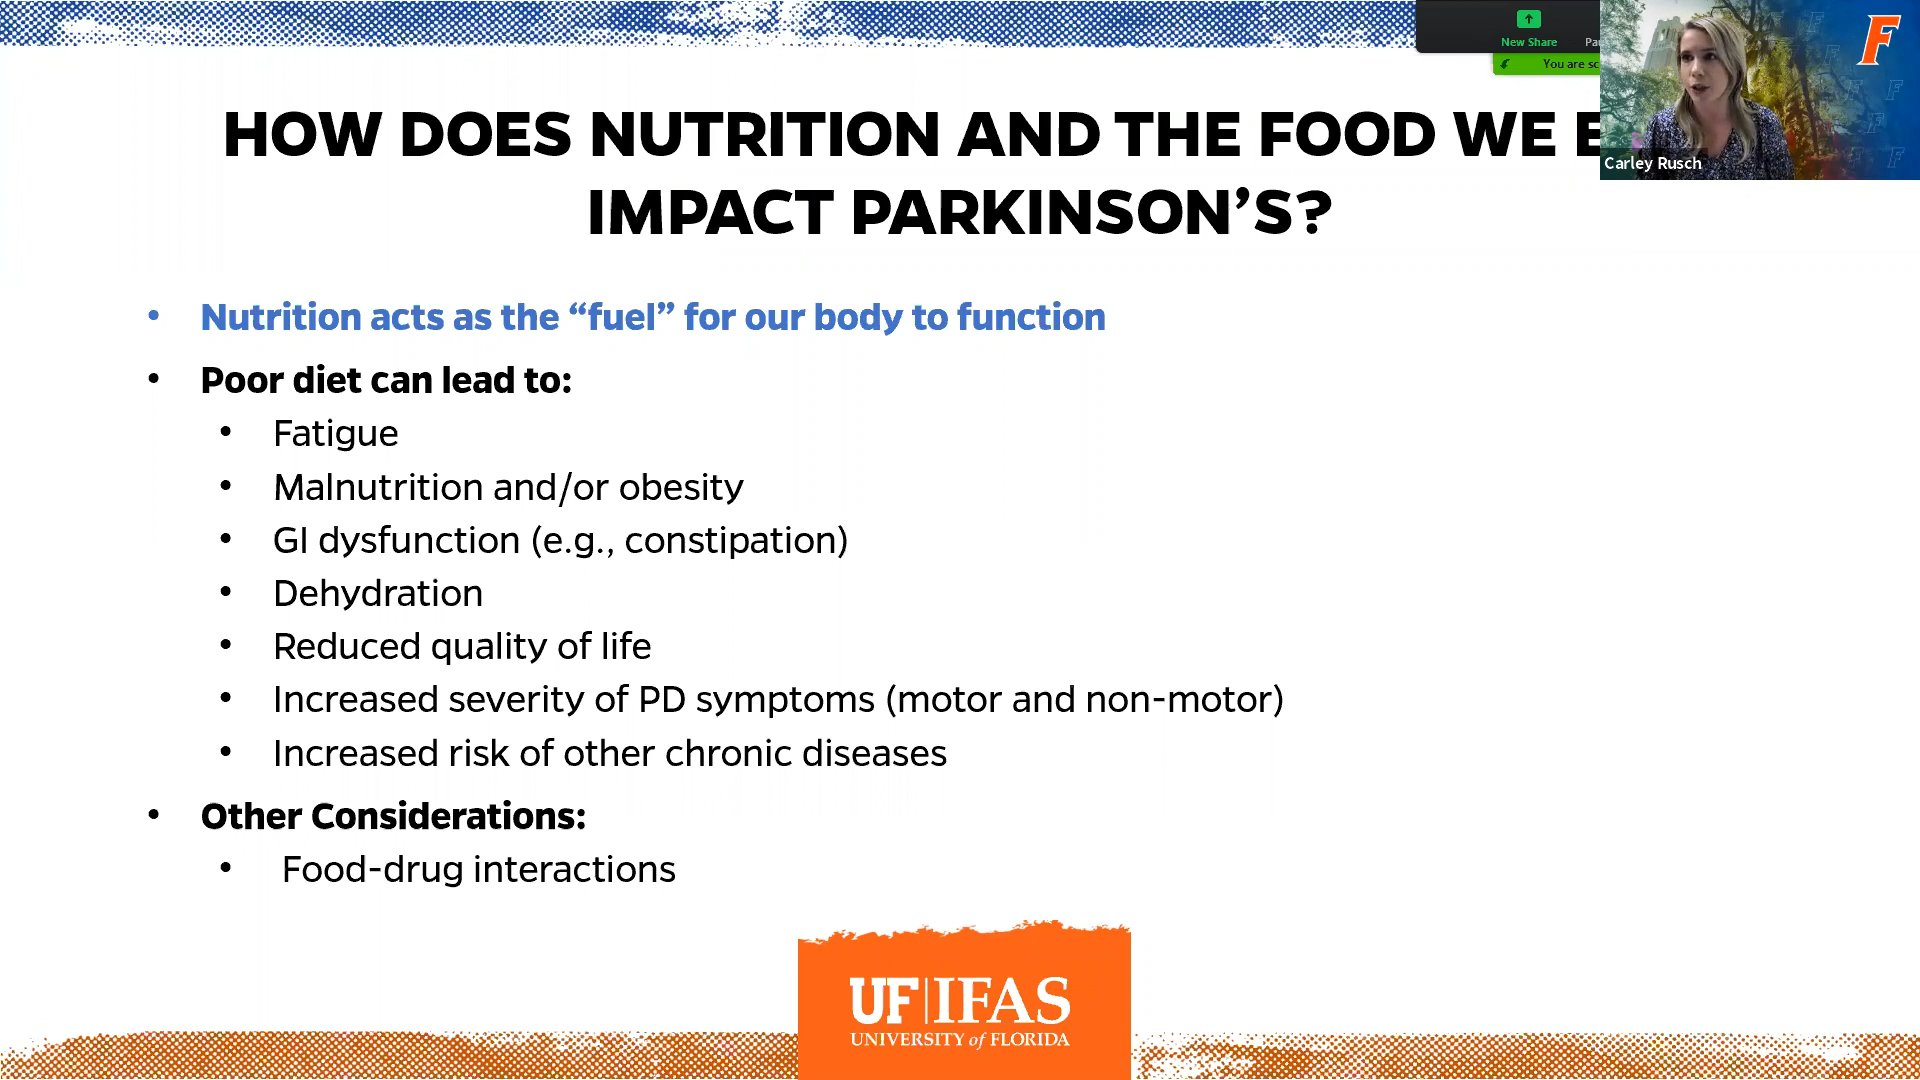 New Share
You are
Carley Rusch
HOW DOES NUTRITION AND THE FOOD WE
IMPACT PARKINSON’S?
• Nutrition acts as the “fuel” for our body to function
• Poor diet can lead to:
• Fatigue
• Malnutrition and/or obesity
• GI dysfunction (e.g., constipation)
• Dehydration
• Reduced quality of life
• Increased severity of PD symptoms (motor and non-motor)
• Increased risk of other chronic diseases
• Other Considerations:
• Food-drug interactions
UF|IFAS
UNIVERSITY of FLORIDA
F